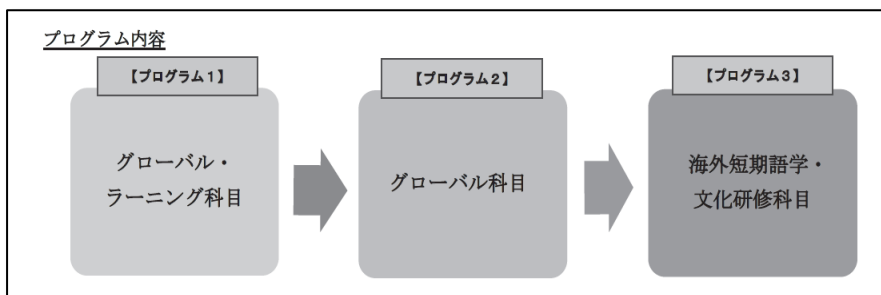 プログラム内容
【プログラム１】
グローバル・
ラーニング科目
【プログラム２】
グローバル科目
【プログラム３】
海外短期語学・
文化研修科目